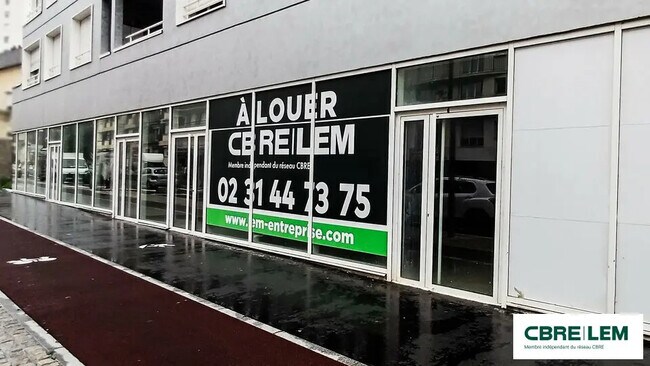 À LOUER
CBRE|LEM
Membre indépendant du réseau CBRE
02 31 44 73 75
www.lem-entreprise.com
CBRE|LEM
Membre indépendant du réseau CBRE